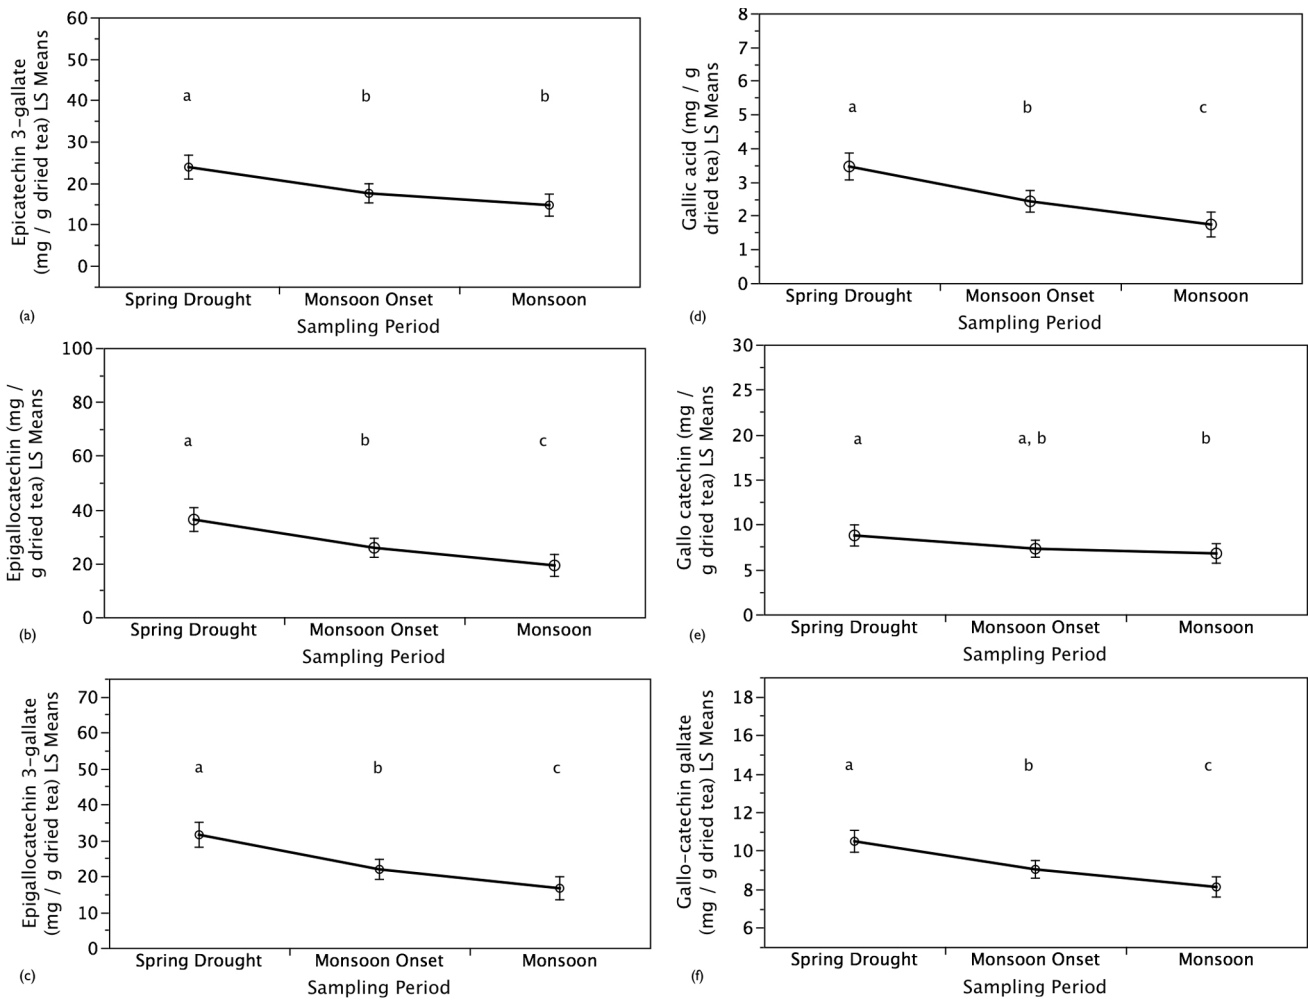 Epicatechin 3-gallate
(mg / g dried tea) LS Means
60
50
40
30
20
10
0
a b b
Spring Drought Monsoon Onset Monsoon
Sampling Period
(a)
Epigallocatechin (mg /
g dried tea) LS Means
100
80
60
40
20
0
a b c
Spring Drought Monsoon Onset Monsoon
Sampling Period
(b)
Epigallocatechin 3-gallate
(mg / g dried tea) LS Means
70
60
50
40
30
20
10
0
a b c
Spring Drought Monsoon Onset Monsoon
Sampling Period
(c)
Gallic acid (mg / g
dried tea) LS Means
8
7
6
5
4
3
2
1
0
a b c
Spring Drought Monsoon Onset Monsoon
Sampling Period
(d)
Gallo catechin (mg /
g dried tea) LS Means
30
25
20
15
10
5
0
a a, b b
Spring Drought Monsoon Onset Monsoon
Sampling Period
(e)
Gallo-catechin gallate
(mg / g dried tea) LS Means
18
16
14
12
10
8
6
a b c
Spring Drought Monsoon Onset Monsoon
Sampling Period
(f)